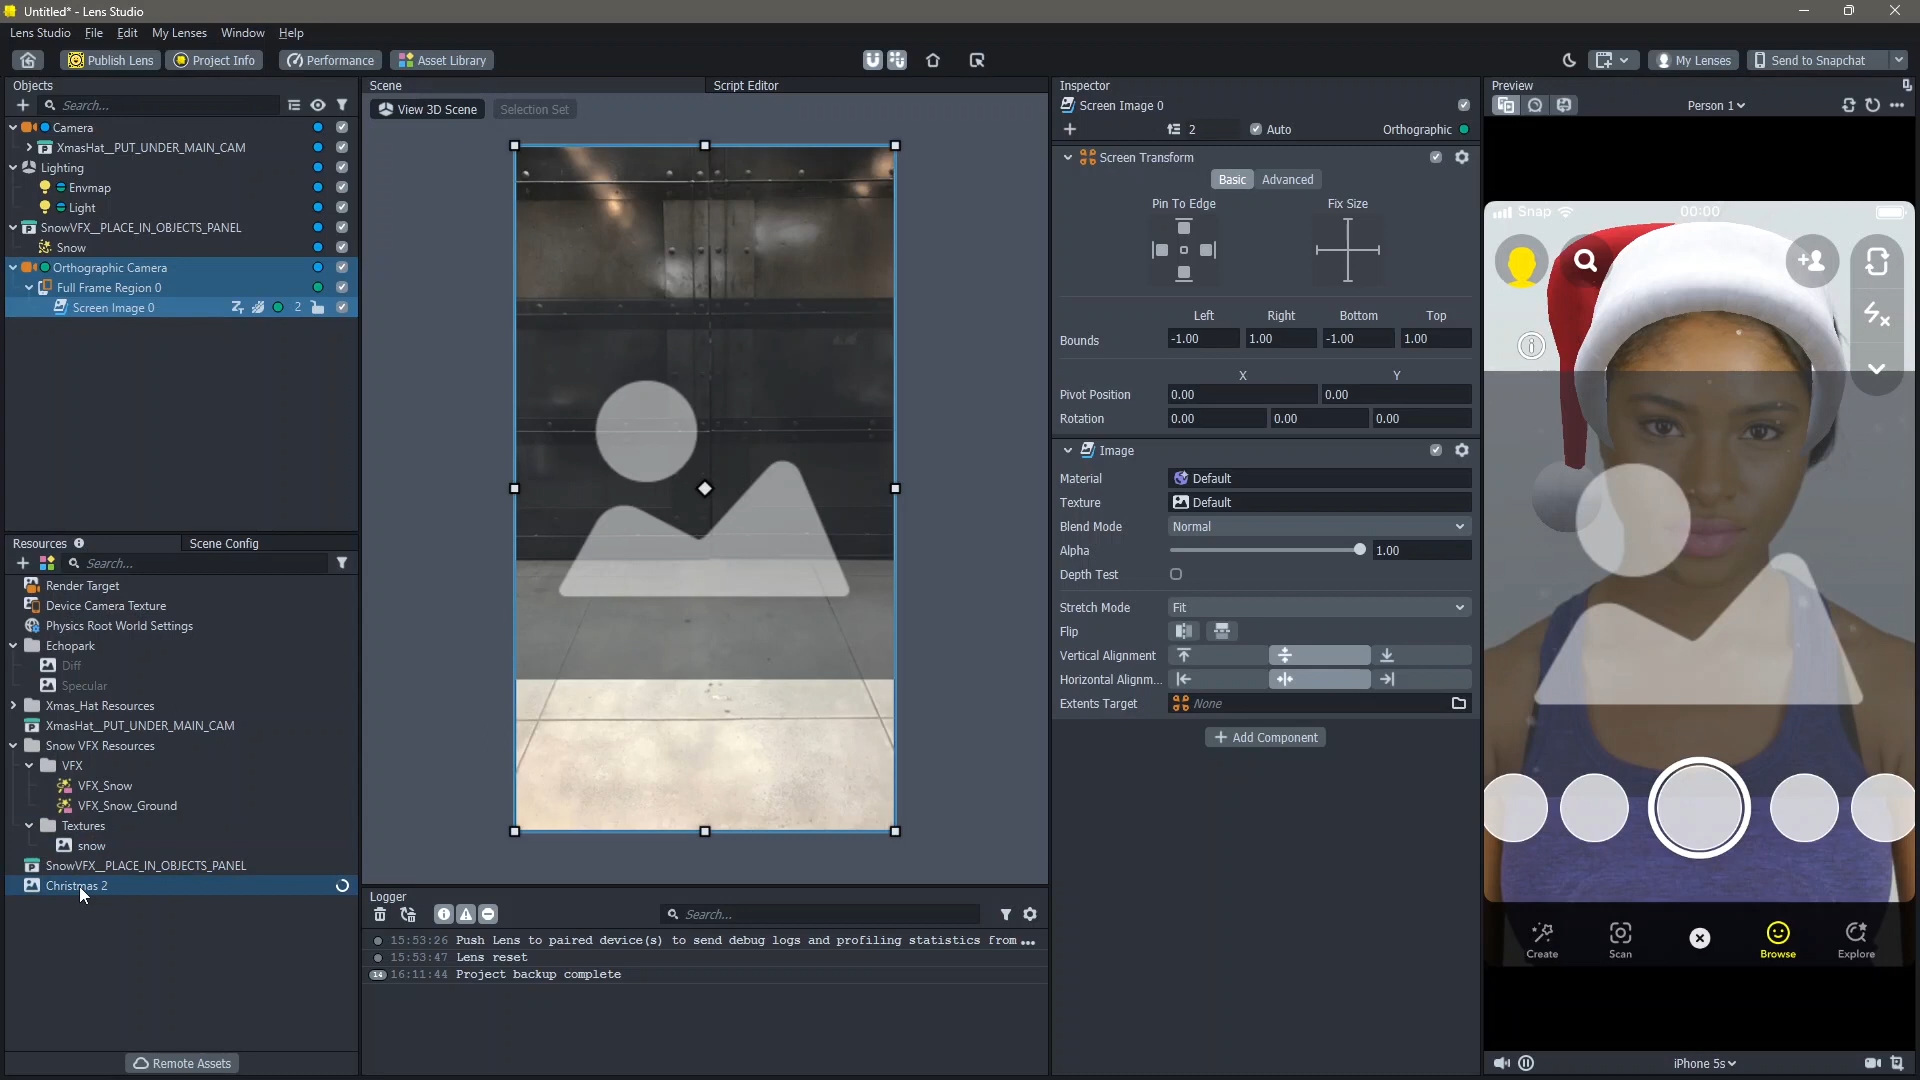 Untitled* - Lens Studio
Lens Studio File Edit My Lenses Window Help
Publish Lens Project Info Performance Asset Library My Lenses Send to Snapchat
Objects
Search...
Camera
XmasHat__PUT_UNDER_MAIN_CAM
Lighting
Envmap
Light
SnowVFX__PLACE_IN_OBJECTS_PANEL
Snow
Orthographic Camera
Full Frame Region 0
Screen Image 0 2
Resources Scene Config
Search...
Render Target
Device Camera Texture
Physics Root World Settings
Echopark
Diff
Specular
Xmas_Hat Resources
XmasHat__PUT_UNDER_MAIN_CAM
Snow VFX Resources
VFX
VFX_Snow
VFX_Snow_Ground
Textures
snow
SnowVFX__PLACE_IN_OBJECTS_PANEL
Christmas 2
Remote Assets
Scene Script Editor
View 3D Scene Selection Set
Logger
Search...
15:53:26 Push Lens to paired device(s) to send debug logs and profiling statistics from
15:53:47 Lens reset
14 16:11:44 Project backup complete
Inspector
Screen Image 0
2 Auto Orthographic
Screen Transform
Basic Advanced
Pin To Edge Fix Size
Left Right Bottom Top
Bounds -1.00 1.00 -1.00 1.00
X Y
Pivot Position 0.00 0.00
Rotation 0.00 0.00 0.00
Image
Material Default
Texture Default
Blend Mode Normal
Alpha 1.00
Depth Test
Stretch Mode Fit
Flip
Vertical Alignment
Horizontal Alignm...
Extents Target None
Add Component
Preview
Person 1
Snap 00:00
Create Scan Browse Explore
iPhone 5s